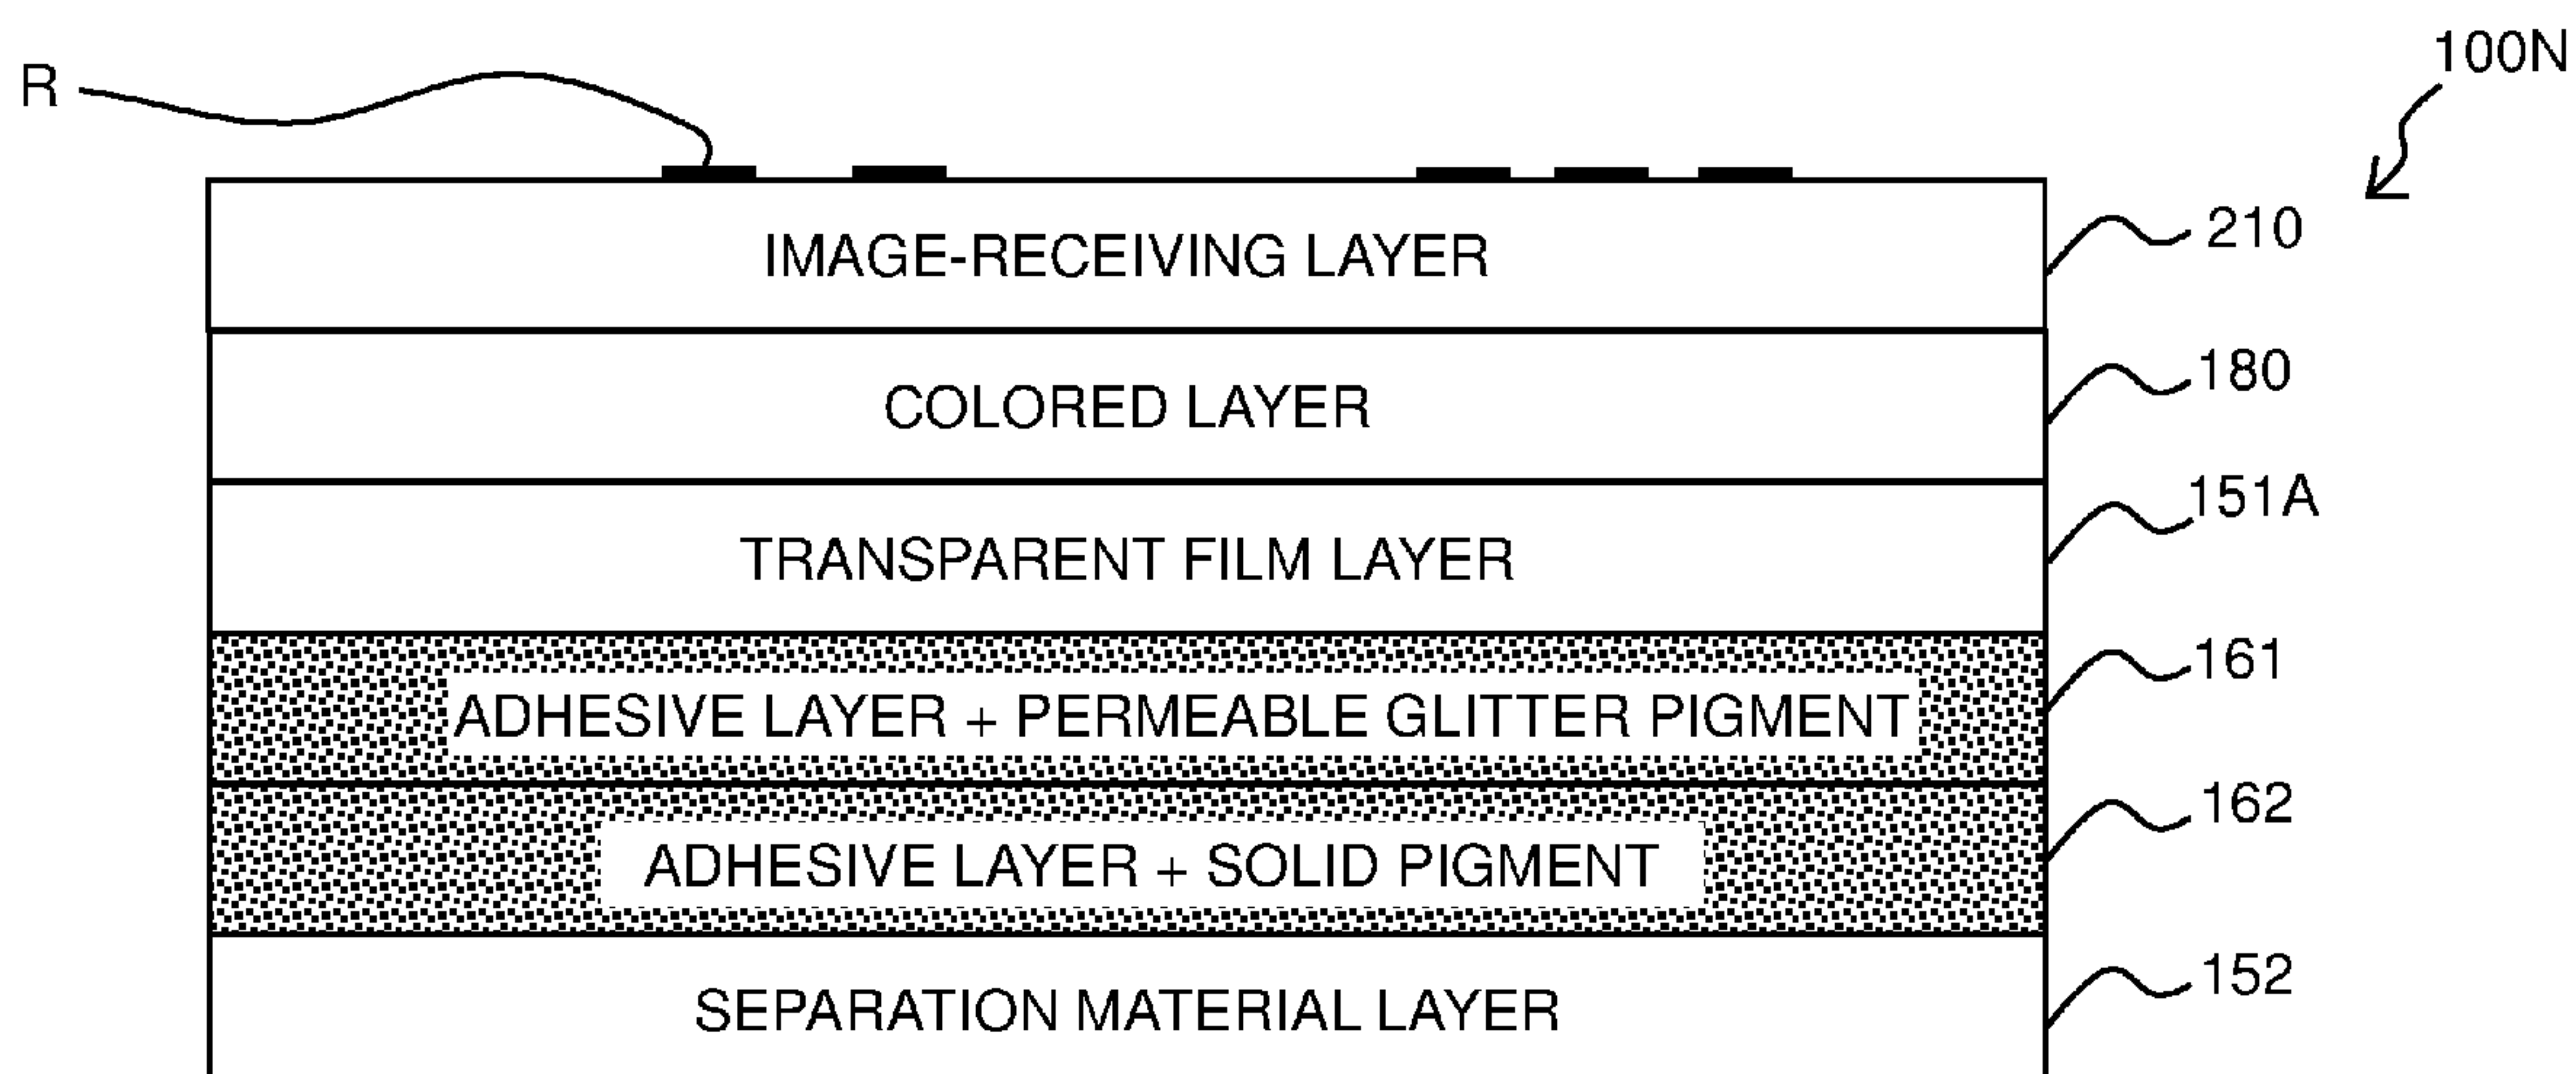 100N
R
IMAGE-RECEIVING LAYER 210
COLORED LAYER 180
TRANSPARENT FILM LAYER 151A
ADHESIVE LAYER + PERMEABLE GLITTER PIGMENT 161
ADHESIVE LAYER + SOLID PIGMENT 162
SEPARATION MATERIAL LAYER 152